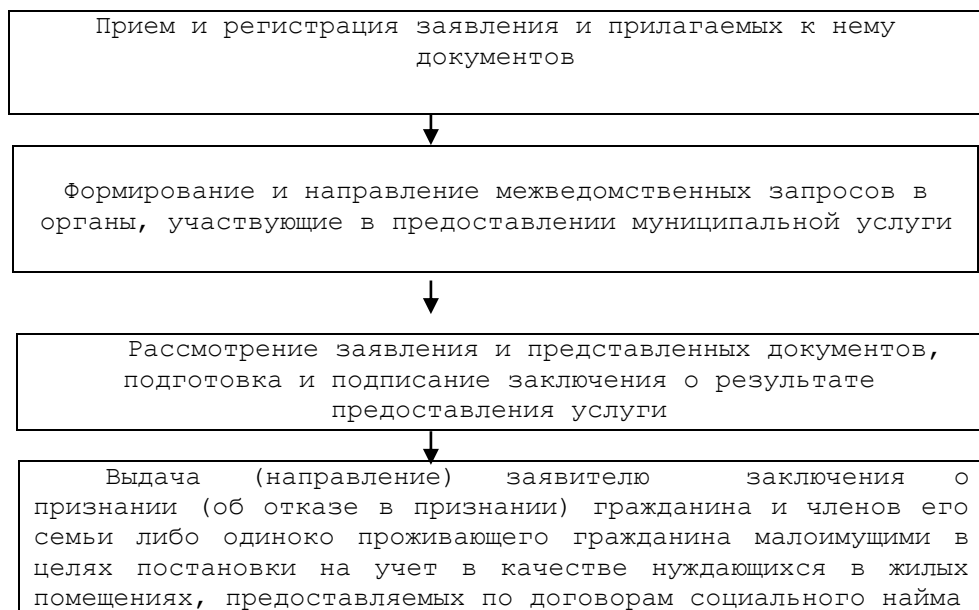 Прием и регистрация заявления и прилагаемых к нему
документов
Формирование и направление межведомственных запросов в
органы, участвующие в предоставлении муниципальной услуги
Рассмотрение заявления и представленных документов,
подготовка и подписание заключения о результате
предоставления услуги
Выдача (направление) заявителю заключения о
признании (об отказе в признании) гражданина и членов его
семьи либо одиноко проживающего гражданина малоимущими в
целях постановки на учет в качестве нуждающихся в жилых
помещениях, предоставляемых по договорам социального найма